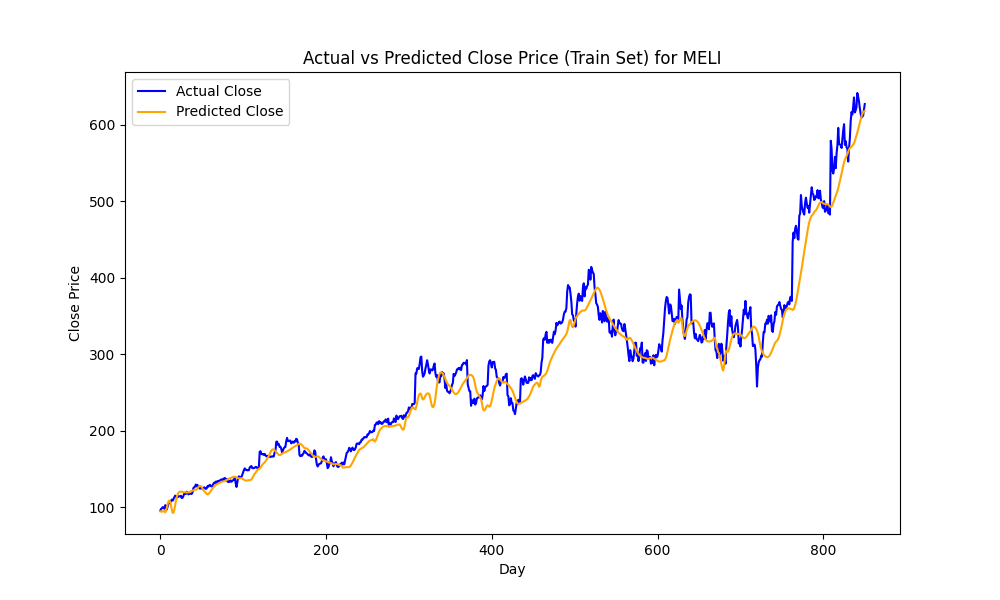 Actual vs Predicted Close Price (Train Set) for MELI
Actual Close
Predicted Close
Close Price
600
500
400
300
200
100
0
200
400
600
800
Day